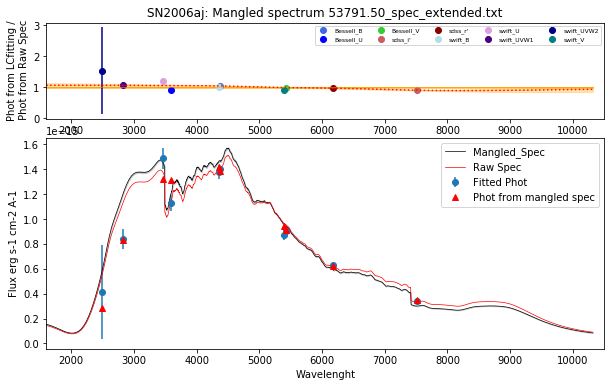 SN2006aj: Mangled spectrum 53791.50_spec_extended.txt
Phot from LCfitting /
Phot from Raw Spec
3
2
1
0
Bessell_B
Bessell_U
Bessell_V
sdss_i'
sdss_r'
swift_B
swift_U
swift_UVW1
swift_UVW2
swift_V
2000 3000 4000 5000 6000 7000 8000 9000 10000
Flux erg s-1 cm-2 A-1
1.6
1.4
1.2
1.0
0.8
0.6
0.4
0.2
0.0
Mangled_Spec
Raw Spec
Fitted Phot
Phot from mangled spec
2000 3000 4000 5000 6000 7000 8000 9000 10000
Wavelenght